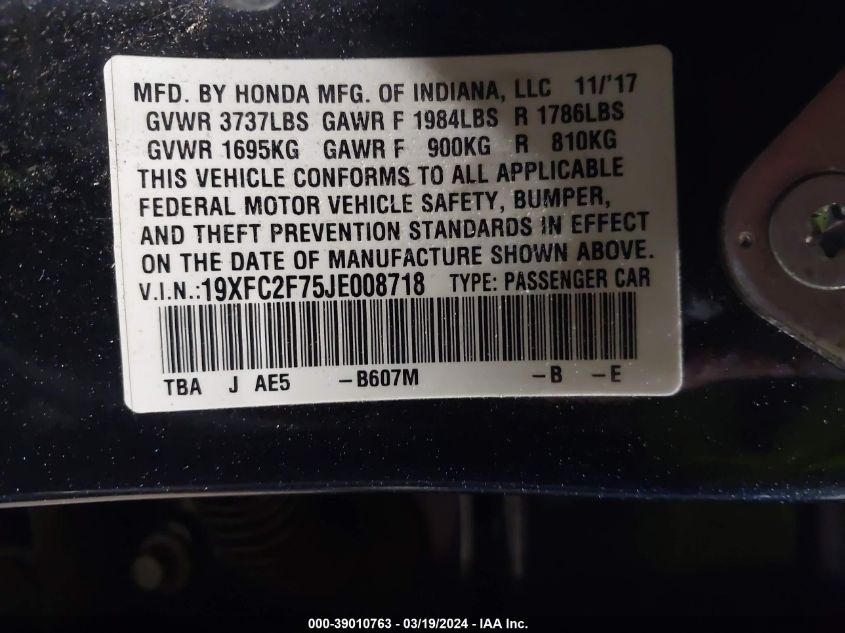 MFD. BY HONDA MFG. OF INDIANA, LLC 11/'17
GVWR 3737LBS GAWR F 1984LBS R 1786LBS
GVWR 1695KG GAWR F 900KG R 810KG
THIS VEHICLE CONFORMS TO ALL APPLICABLE
FEDERAL MOTOR VEHICLE SAFETY, BUMPER,
AND THEFT PREVENTION STANDARDS IN EFFECT
ON THE DATE OF MANUFACTURE SHOWN ABOVE.
V.I.N.:19XFC2F75JE008718 TYPE: PASSENGER CAR
TBA J AE5 -B607M -B -E
000-39010763 - 03/19/2024 - IAA Inc.